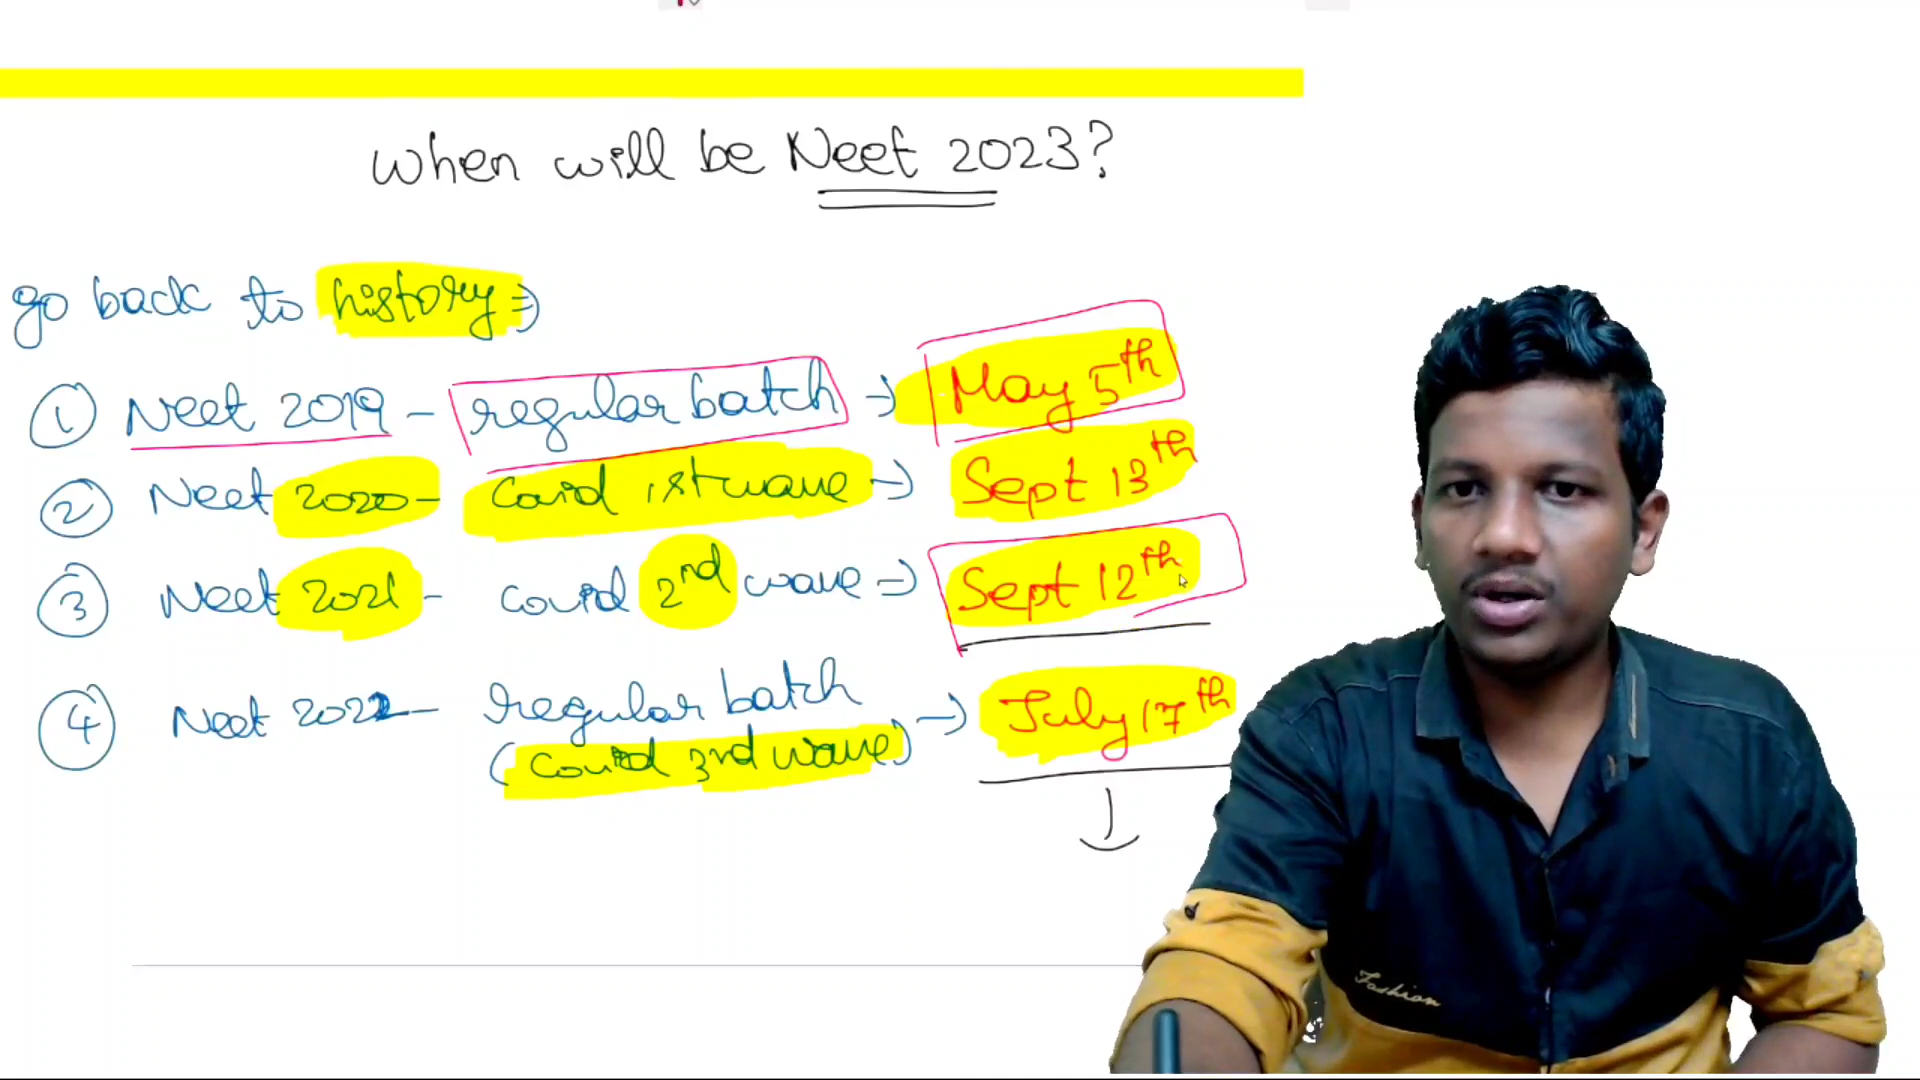 When will be Neet 2023?
go back to history ⇒
① Neet 2019 - regular batch → May 5th
② Neet 2020 - Covid 1st wave → Sept 13th
③ Neet 2021 - covid 2nd wave → Sept 12th
④ Neet 2022 - regular batch → July 17th
(covid 3rd wave)
Fashion